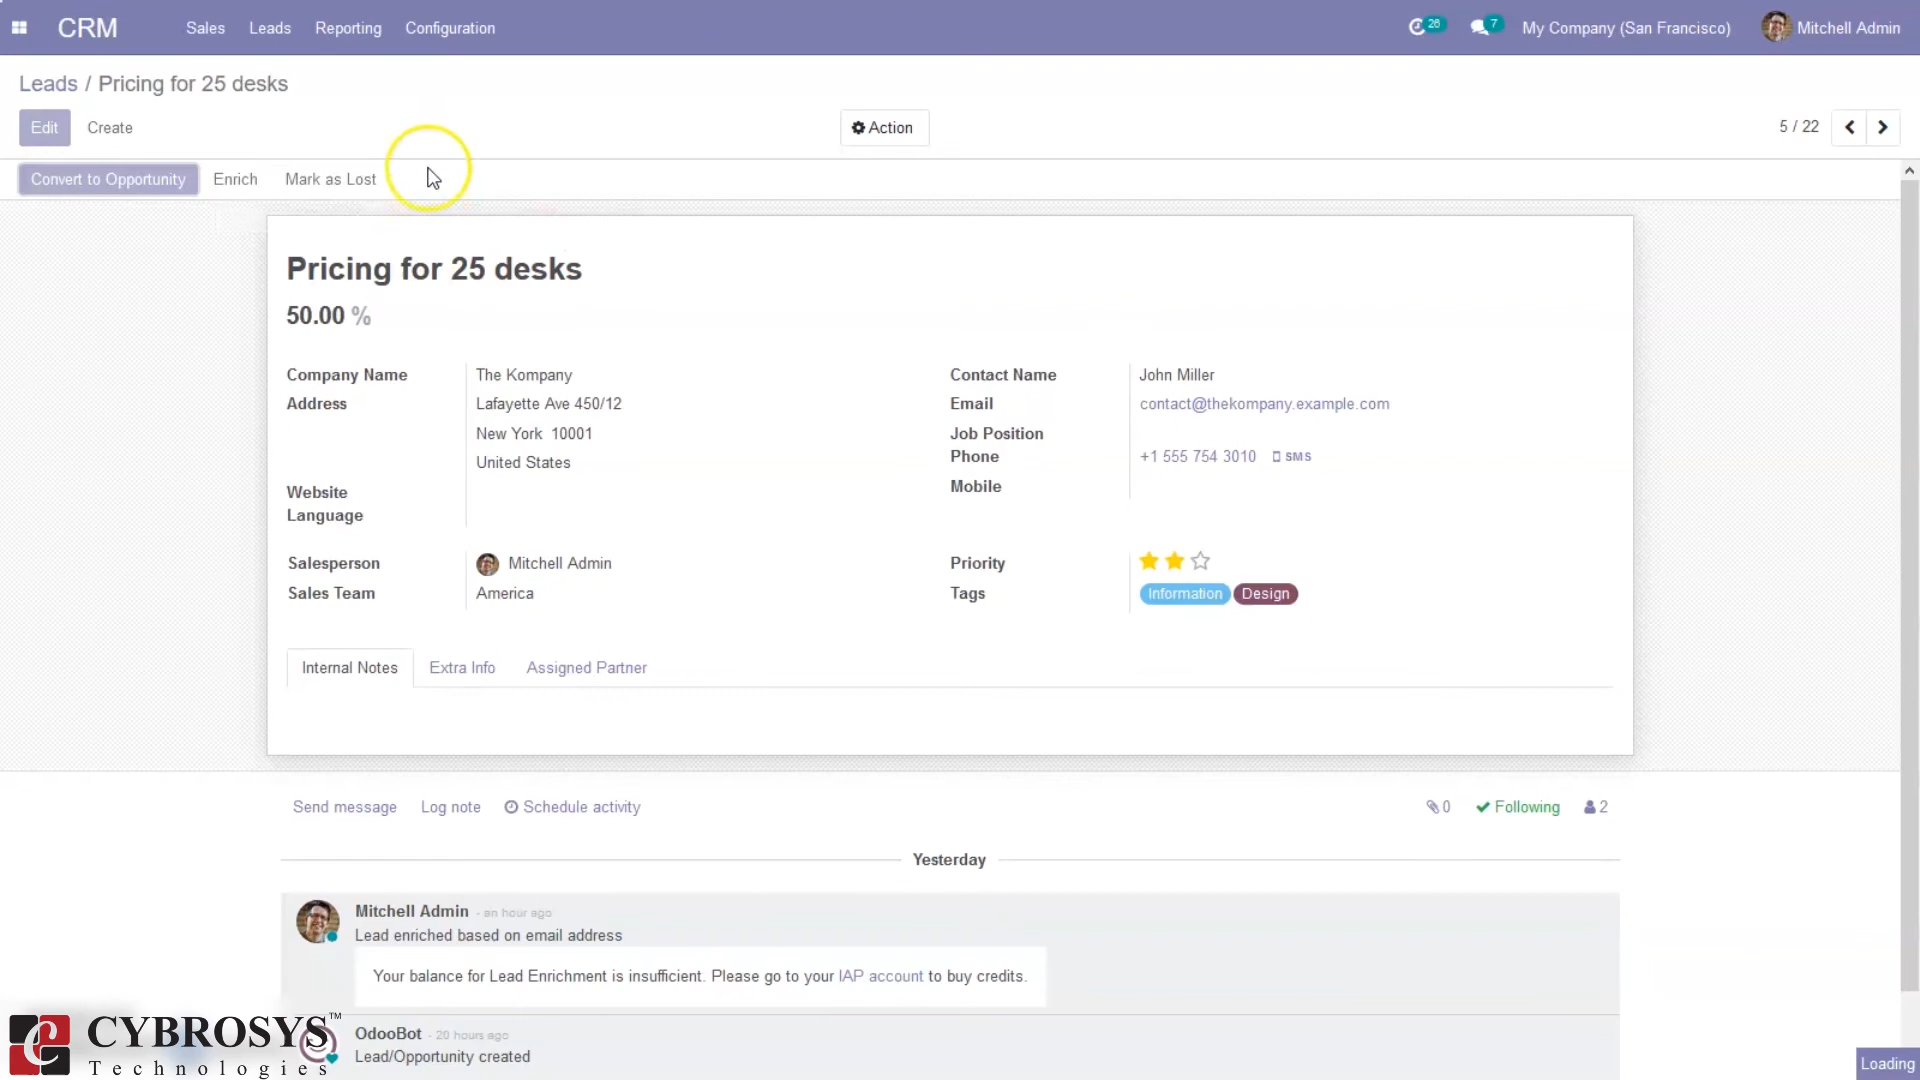 CRM Sales Leads Reporting Configuration 26 7 My Company (San Francisco) Mitchell Admin
Leads / Pricing for 25 desks
Edit Create Action 5 / 22
Convert to Opportunity Enrich Mark as Lost
Pricing for 25 desks
50.00 %
Company Name The Kompany Contact Name John Miller
Address Lafayette Ave 450/12 Email contact@thekompany.example.com
New York 10001 Job Position
United States Phone +1 555 754 3010 SMS
Website Mobile
Language
Salesperson Mitchell Admin Priority
Sales Team America Tags Information Design
Internal Notes Extra Info Assigned Partner
Send message Log note Schedule activity 0 Following 2
Yesterday
Mitchell Admin - an hour ago
Lead enriched based on email address
Your balance for Lead Enrichment is insufficient. Please go to your IAP account to buy credits.
OdooBot - 20 hours ago
Lead/Opportunity created
CYBROSYS™
Technologies
Loading